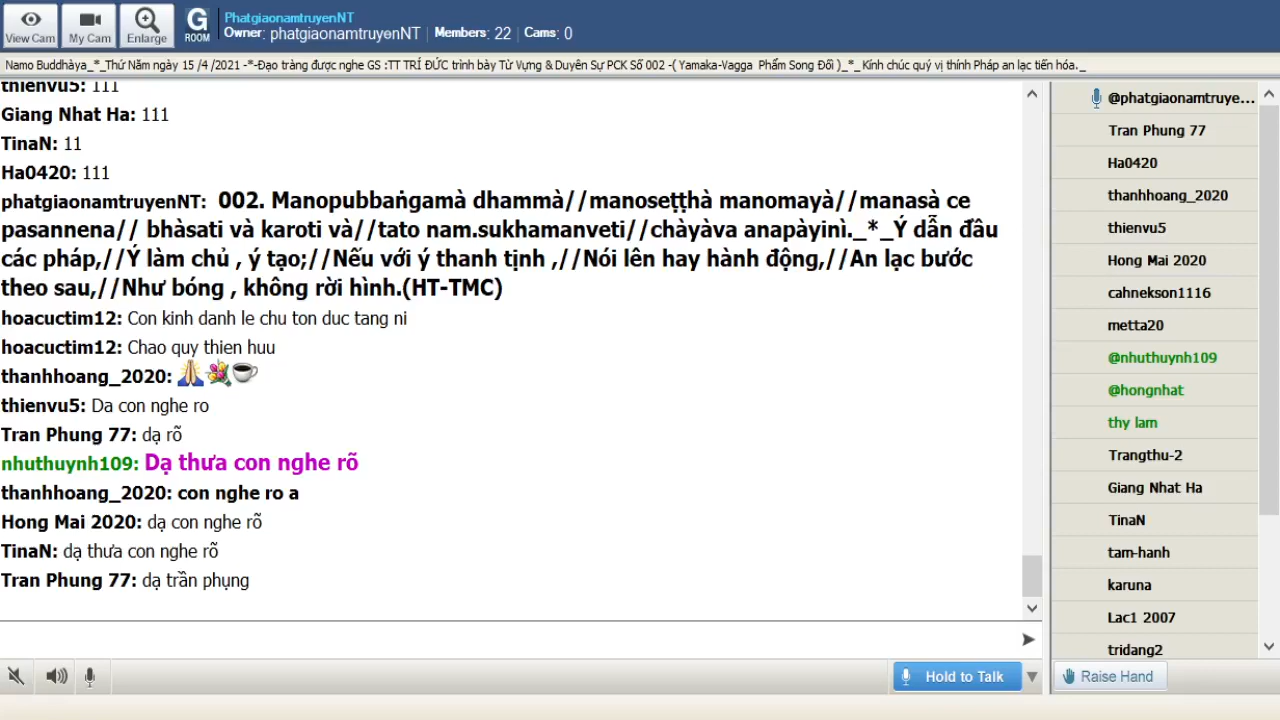 View Cam
My Cam
Enlarge
G
ROOM
PhatgiaonamtruyenNT
Owner: phatgiaonamtruyenNT | Members: 22 | Cams: 0
Namo Buddhàya_*_Thứ Năm ngày 15 /4 /2021 -*-Đạo tràng được nghe GS :TT TRÍ ĐỨC trình bày Từ Vựng & Duyên Sự PCK Số 002 -( Yamaka-Vagga Phẩm Song Đối )_*_Kính chúc quý vị thính Pháp an lạc tiến hóa._
thienvu5: 111
Giang Nhat Ha: 111
TinaN: 11
Ha0420: 111
phatgiaonamtruyenNT: 002. Manopubbaṅgamà dhammà//manoseṭṭhà manomayà//manasà ce
pasannena// bhàsati và karoti và//tato nam.sukhamanveti//chàyàva anapàyinì._*_Ý dẫn đâu
các pháp,//Ý làm chủ , ý tạo;//Nếu với ý thanh tịnh ,//Nói lên hay hành động,//An lạc bước
theo sau,//Như bóng , không rời hình.(HT-TMC)
hoacuctim12: Con kinh danh le chu ton duc tang ni
hoacuctim12: Chao quy thien huu
thanhhoang_2020:
thienvu5: Da con nghe ro
Tran Phung 77: dạ rõ
nhuthuynh109: Dạ thưa con nghe rõ
thanhhoang_2020: con nghe ro a
Hong Mai 2020: dạ con nghe rõ
TinaN: dạ thưa con nghe rõ
Tran Phung 77: dạ trần phụng
@phatgiaonamtruye...
Tran Phung 77
Ha0420
thanhhoang_2020
thienvu5
Hong Mai 2020
cahnekson1116
metta20
@nhuthuynh109
@hongnhat
thy lam
Trangthu-2
Giang Nhat Ha
TinaN
tam-hanh
karuna
Lac1 2007
tridang2
Hold to Talk
Raise Hand